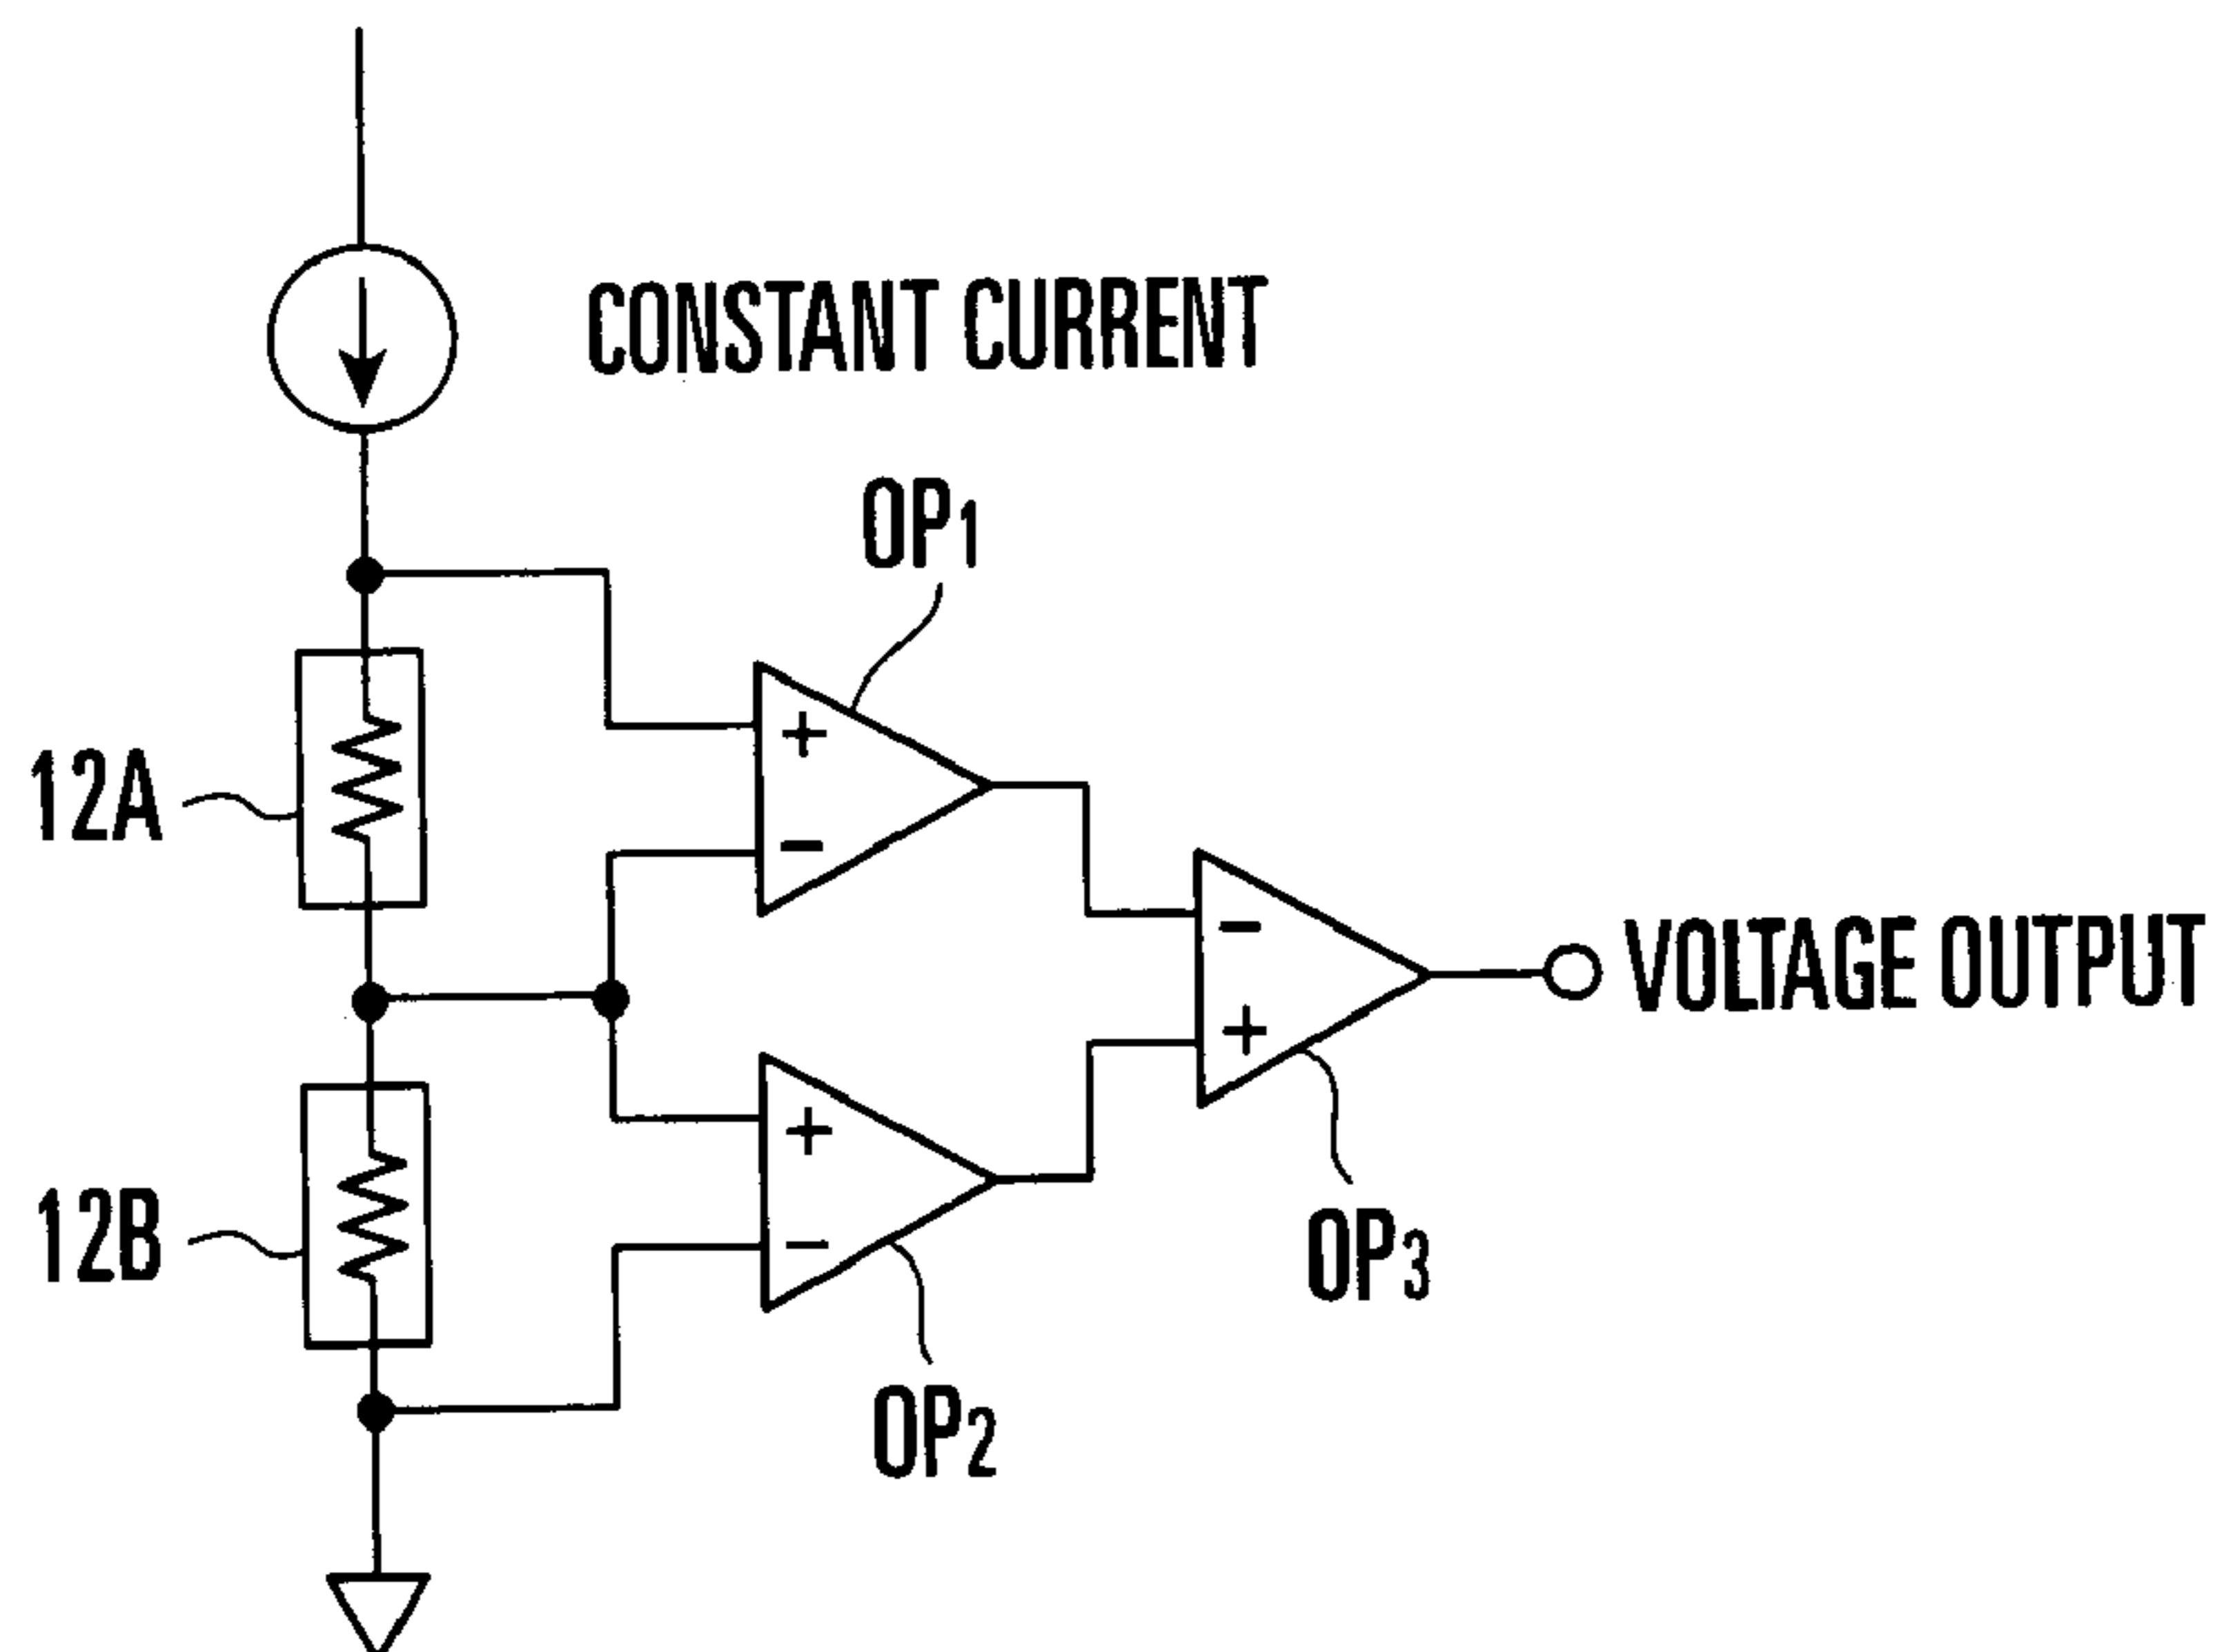 CONSTANT CURRENT
OP1
+
−
12A
−
+
VOLTAGE OUTPUT
+
−
12B
OP3
OP2